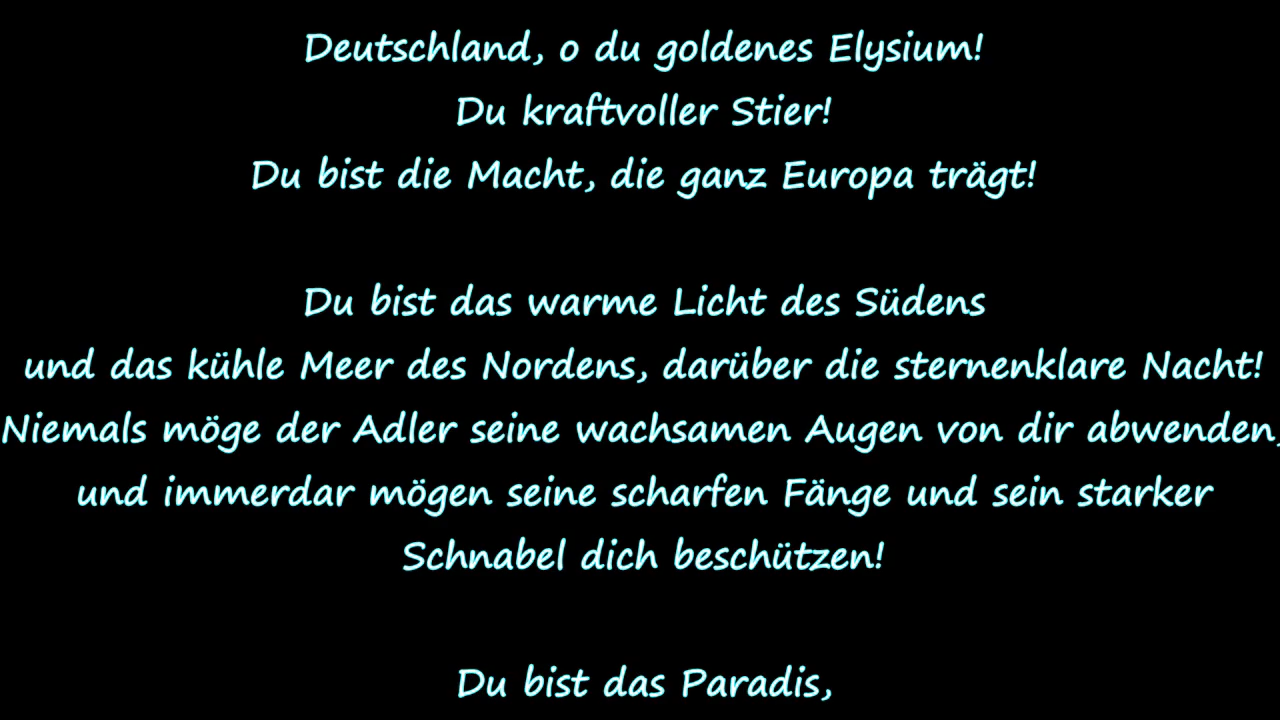 Deutschland, o du goldenes Elysium!
Du kraftvoller Stier!
Du bist die Macht, die ganz Europa trägt!
Du bist das warme Licht des Südens
und das kühle Meer des Nordens, darüber die sternenklare Nacht!
Niemals möge der Adler seine wachsamen Augen von dir abwenden,
und immerdar mögen seine scharfen Fänge und sein starker
Schnabel dich beschützen!
Du bist das Paradis,